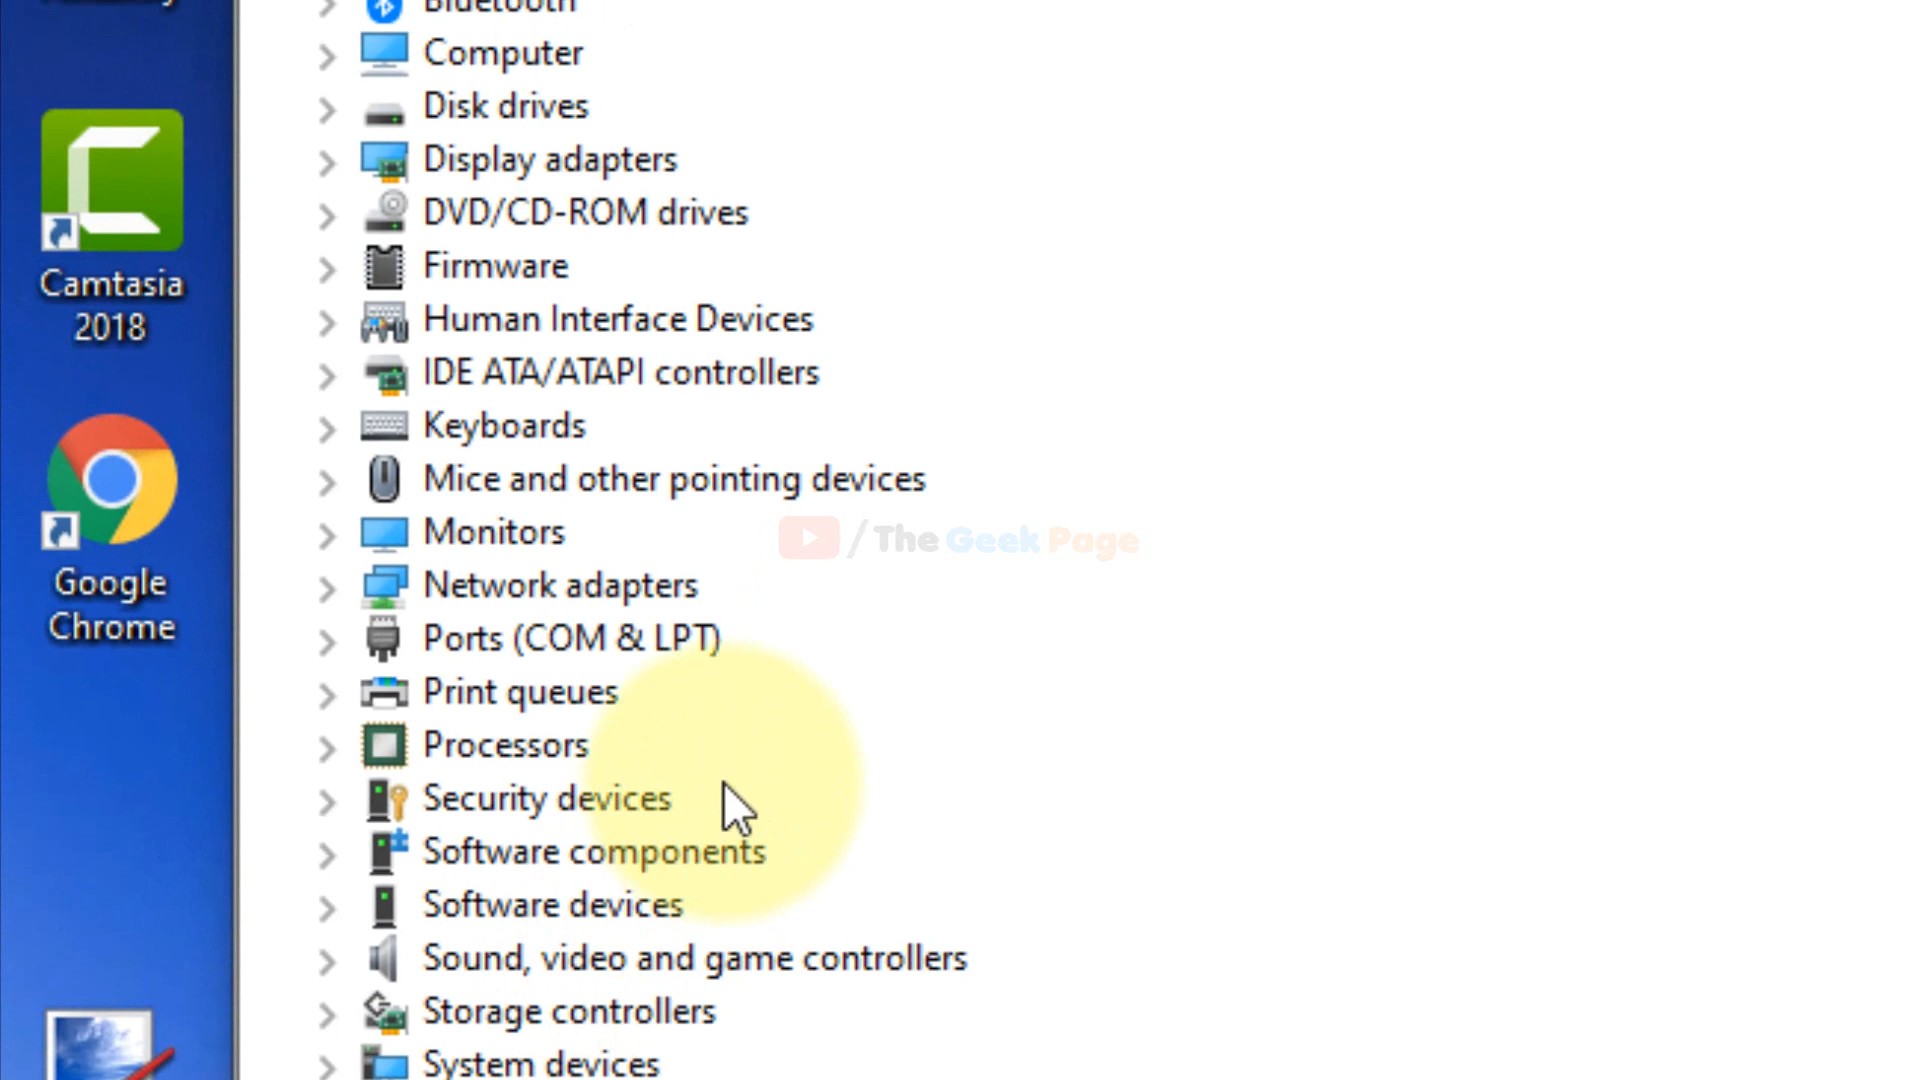 Bluetooth
Computer
Disk drives
Display adapters
DVD/CD-ROM drives
Firmware
Human Interface Devices
IDE ATA/ATAPI controllers
Keyboards
Mice and other pointing devices
Monitors
Network adapters
Ports (COM & LPT)
Print queues
Processors
Security devices
Software components
Software devices
Sound, video and game controllers
Storage controllers
System devices
Camtasia
2018
Google
Chrome
/The Geek Page